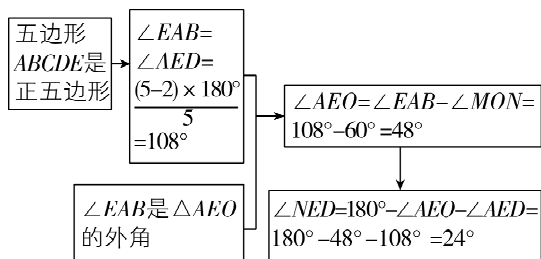 五边形
ABCDE是
正五边形
∠EAB=
∠AED=
(5-2)×180°
5
=108°
∠EAB是△AEO
的外角
∠AEO=∠EAB-∠MON=
108°-60°=48°
∠NED=180°-∠AEO-∠AED=
180°-48°-108°=24°